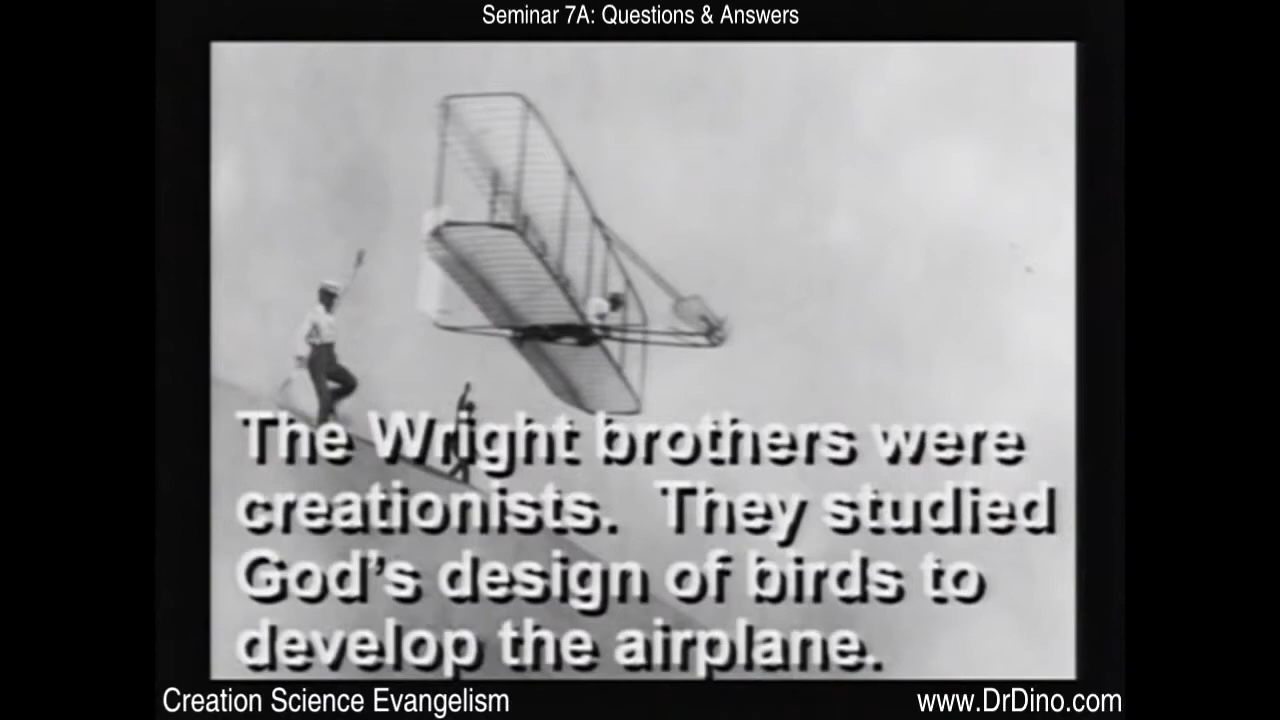 Seminar 7A: Questions & Answers
The Wright brothers were
creationists. They studied
God's design of birds to
develop the airplane.
Creation Science Evangelism
www.DrDino.com